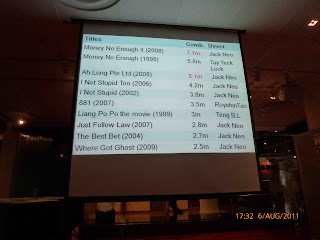 Titles Comb. Direct
Money No Enough II (2008) 7.1m Jack Neo
Money No Enough (1998) 5.8m Tay Teck
Lock
Ah Long Pte Ltd (2008) 5.1m Jack Neo
I Not Stupid Too (2006) 4.2m Jack Neo
I Not Stupid (2002) 3.8m Jack Neo
881 (2007) 3.5m RoystonTan
Liang Po Po the movie (1999) 3m Teng B.L
Just Follow Law (2007) 2.8m Jack Neo
The Best Bet (2004) 2.7m Jack Neo
Where Got Ghost (2009) 2.5m Jack Neo
17:32 6/AUG/2011